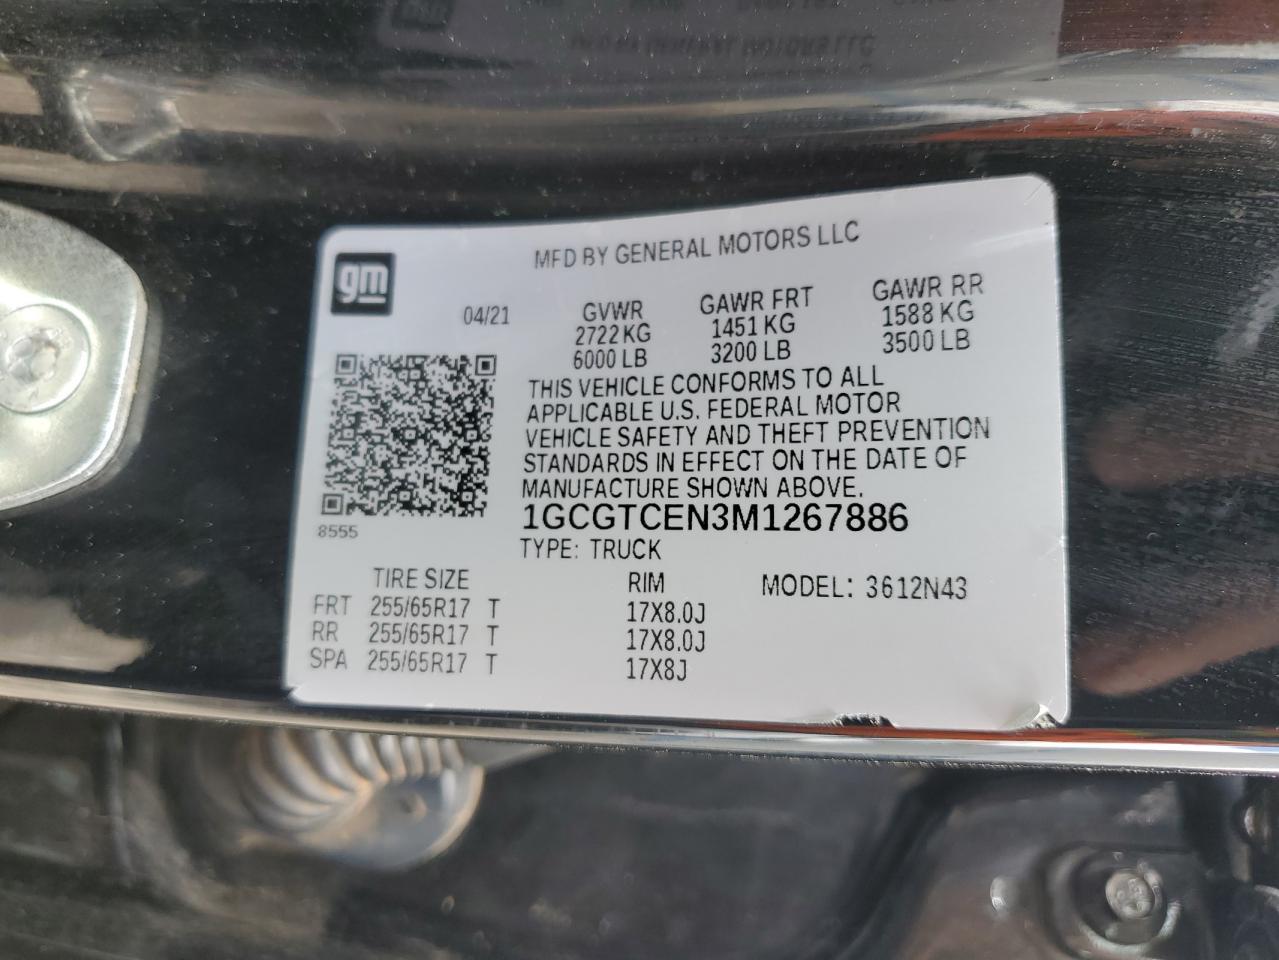 gm
MFD BY GENERAL MOTORS LLC
04/21
GVWR GAWR FRT GAWR RR
2722 KG 1451 KG 1588 KG
6000 LB 3200 LB 3500 LB
THIS VEHICLE CONFORMS TO ALL
APPLICABLE U.S. FEDERAL MOTOR
VEHICLE SAFETY AND THEFT PREVENTION
STANDARDS IN EFFECT ON THE DATE OF
MANUFACTURE SHOWN ABOVE.
1GCGTCEN3M1267886
8555
TYPE: TRUCK
TIRE SIZE RIM MODEL: 3612N43
FRT 255/65R17 T 17X8.0J
RR 255/65R17 T 17X8.0J
SPA 255/65R17 T 17X8J